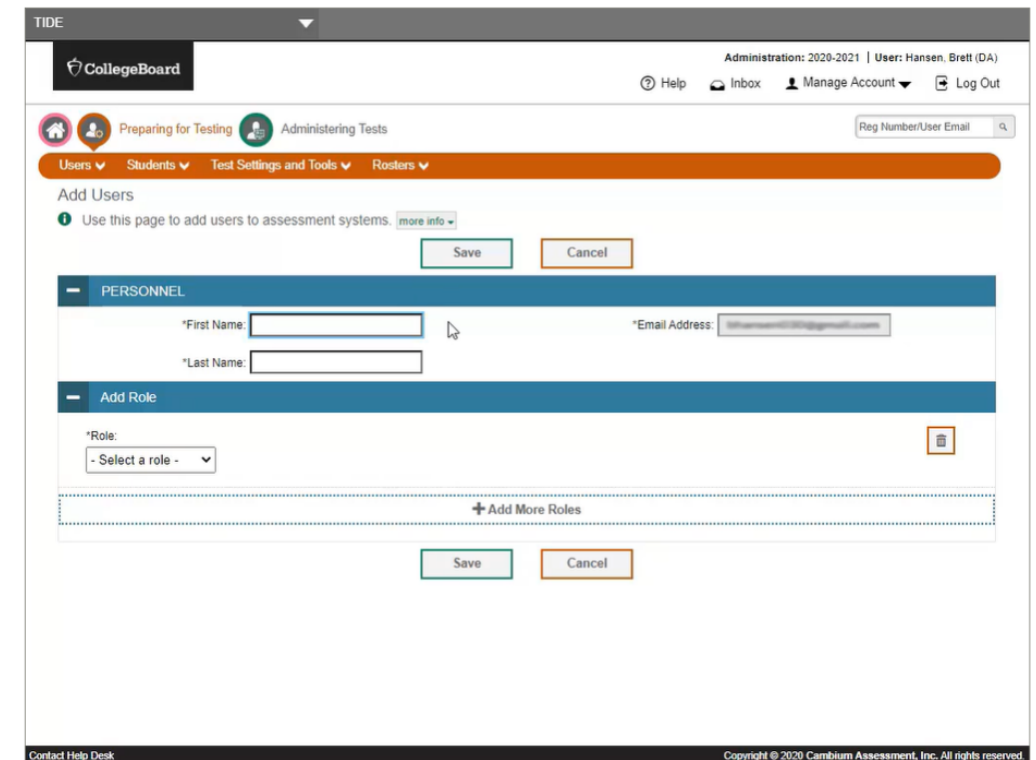 TIDE
CollegeBoard
Administration: 2020-2021 | User: Hansen, Brett (DA)
Help Inbox Manage Account Log Out
Preparing for Testing Administering Tests Reg Number/User Email
Users Students Test Settings and Tools Rosters
Add Users
Use this page to add users to assessment systems. more info
Save Cancel
PERSONNEL
*First Name: *Email Address:
*Last Name:
Add Role
*Role:
- Select a role -
+Add More Roles
Save Cancel
Contact Help Desk Copyright © 2020 Cambium Assessment, Inc. All rights reserved.